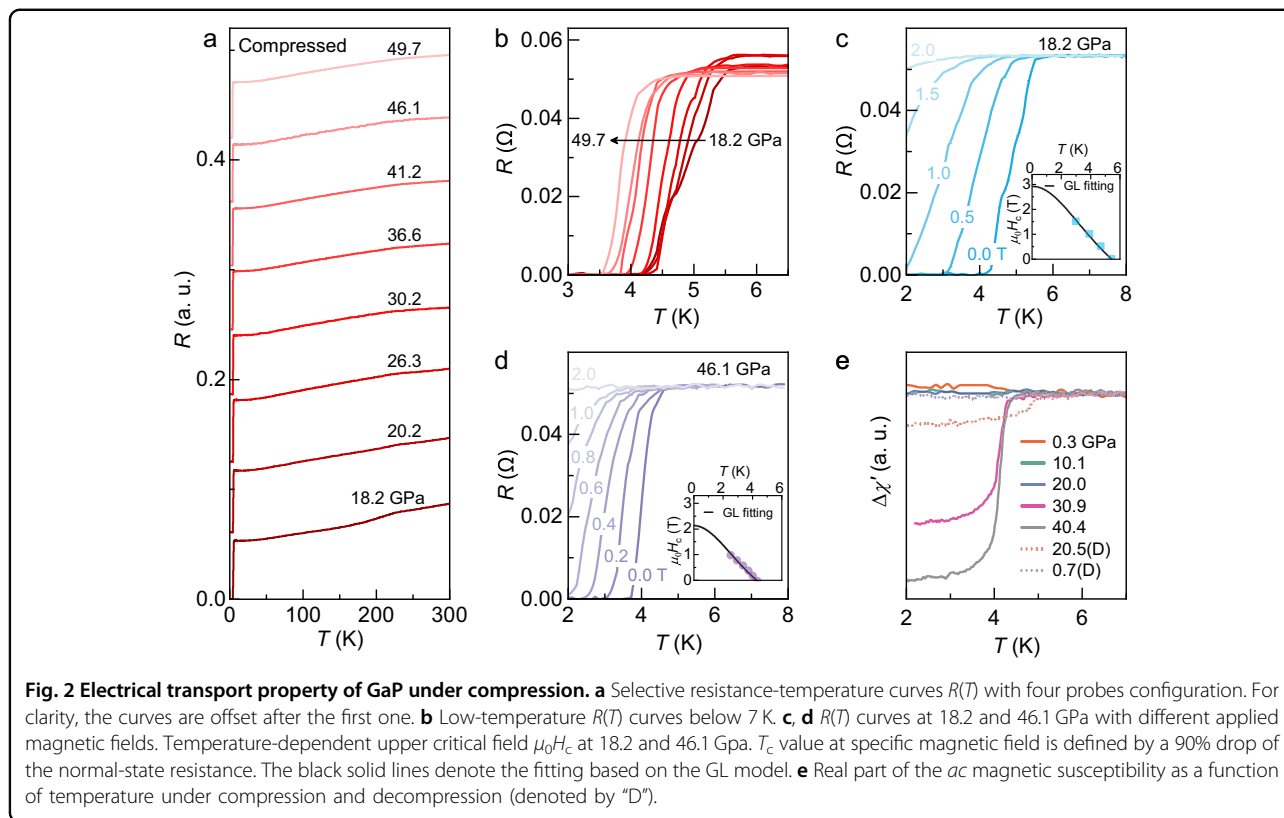 a
Compressed
49.7
46.1
41.2
36.6
30.2
26.3
20.2
18.2 GPa
0.4
0.2
0.0
R (a. u.)
0 100 200 300
T (K)
b
0.06
0.04
0.02
0.00
R (Ω)
49.7
18.2 GPa
3 4 5 6
T (K)
c
18.2 GPa
2.0
1.5
1.0
0.5
0.0 T
0.04
0.02
0.00
R (Ω)
T (K)
0 2 4 6
GL fitting
3
2
1
0
μ0Hc (T)
2 4 6 8
T (K)
d
46.1 GPa
2.0
1.0
0.8
0.6
0.4
0.2
0.0 T
0.04
0.02
0.00
R (Ω)
T (K)
0 2 4 6
GL fitting
3
2
1
0
μ0Hc (T)
2 4 6 8
T (K)
e
Δχ′ (a. u.)
0.3 GPa
10.1
20.0
30.9
40.4
20.5(D)
0.7(D)
2 4 6
T (K)
Fig. 2 Electrical transport property of GaP under compression. a Selective resistance-temperature curves R(T) with four probes configuration. For
clarity, the curves are offset after the first one. b Low-temperature R(T) curves below 7 K. c, d R(T) curves at 18.2 and 46.1 GPa with different applied
magnetic fields. Temperature-dependent upper critical field μ0Hc at 18.2 and 46.1 Gpa. Tc value at specific magnetic field is defined by a 90% drop of
the normal-state resistance. The black solid lines denote the fitting based on the GL model. e Real part of the ac magnetic susceptibility as a function
of temperature under compression and decompression (denoted by “D”).